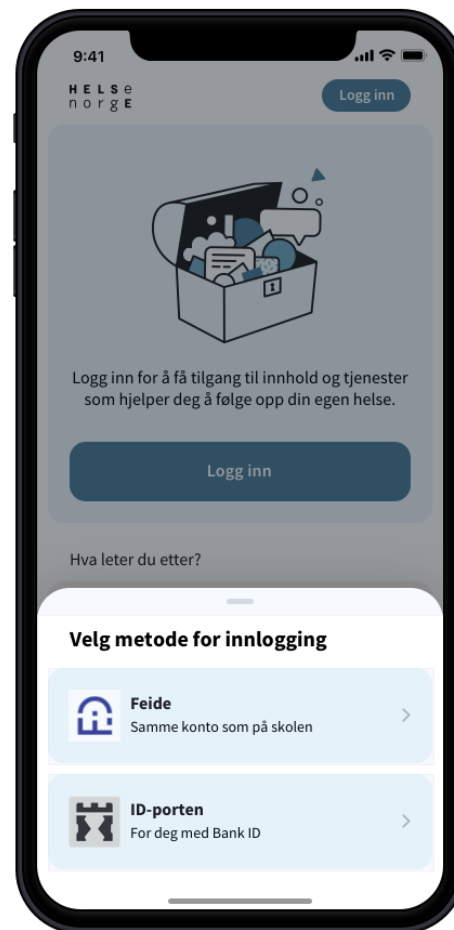 9:41
HELSe
norgE
Logg inn
Logg inn for å få tilgang til innhold og tjenester
som hjelper deg å følge opp din egen helse.
Logg inn
Hva leter du etter?
Velg metode for innlogging
Feide
Samme konto som på skolen
ID-porten
For deg med Bank ID